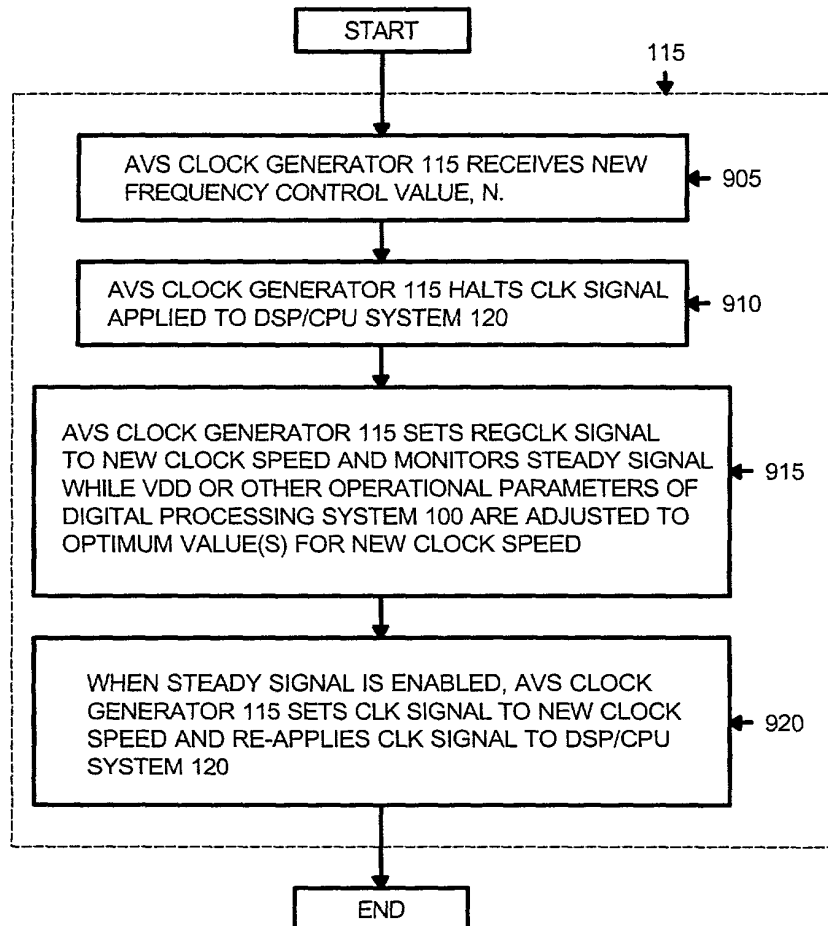 START
115
AVS CLOCK GENERATOR 115 RECEIVES NEW
FREQUENCY CONTROL VALUE, N.
905
AVS CLOCK GENERATOR 115 HALTS CLK SIGNAL
APPLIED TO DSP/CPU SYSTEM 120
910
AVS CLOCK GENERATOR 115 SETS REGCLK SIGNAL
TO NEW CLOCK SPEED AND MONITORS STEADY SIGNAL
WHILE VDD OR OTHER OPERATIONAL PARAMETERS OF
DIGITAL PROCESSING SYSTEM 100 ARE ADJUSTED TO
OPTIMUM VALUE(S) FOR NEW CLOCK SPEED
915
WHEN STEADY SIGNAL IS ENABLED, AVS CLOCK
GENERATOR 115 SETS CLK SIGNAL TO NEW CLOCK
SPEED AND RE-APPLIES CLK SIGNAL TO DSP/CPU
SYSTEM 120
920
END